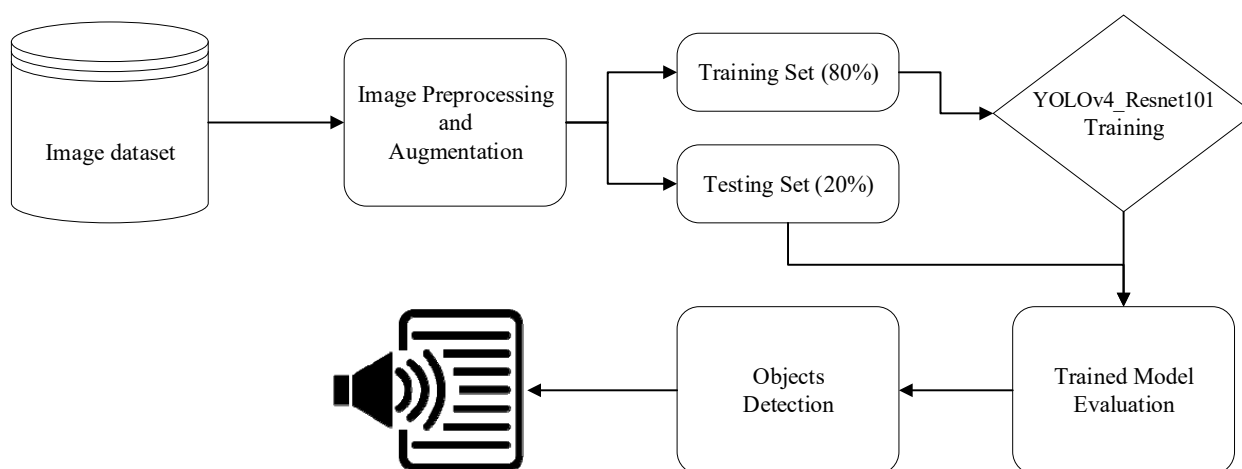 Image dataset
Image Preprocessing
and
Augmentation
Training Set (80%)
Testing Set (20%)
YOLOv4_Resnet101
Training
Objects
Detection
Trained Model
Evaluation